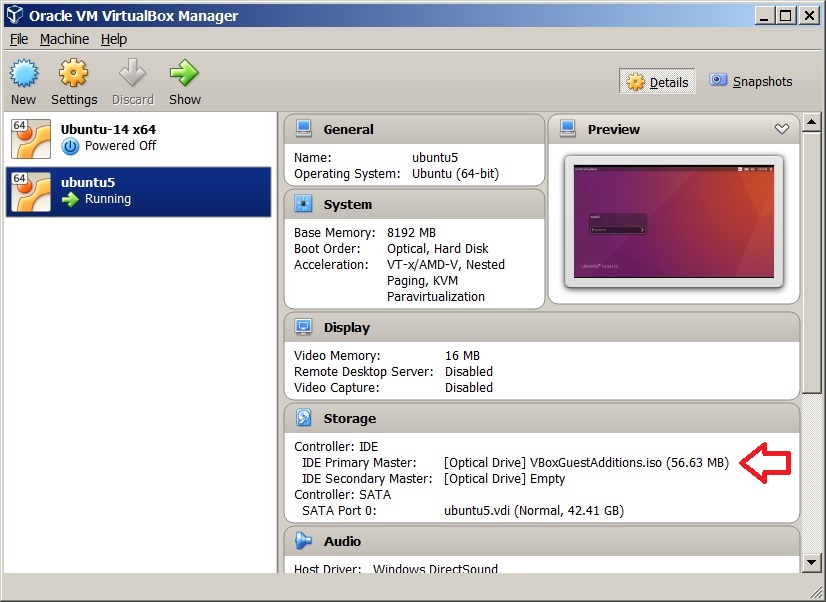 Oracle VM VirtualBox Manager
File Machine Help
New Settings Discard Show
Details Snapshots
64 Ubuntu-14 x64
Powered Off
64 ubuntu5
Running
General
Name: ubuntu5
Operating System: Ubuntu (64-bit)
Preview
System
Base Memory: 8192 MB
Boot Order: Optical, Hard Disk
Acceleration: VT-x/AMD-V, Nested
Paging, KVM
Paravirtualization
Display
Video Memory: 16 MB
Remote Desktop Server: Disabled
Video Capture: Disabled
Storage
Controller: IDE
IDE Primary Master: [Optical Drive] VBoxGuestAdditions.iso (56.63 MB)
IDE Secondary Master: [Optical Drive] Empty
Controller: SATA
SATA Port 0: ubuntu5.vdi (Normal, 42.41 GB)
Audio
Host Driver: Windows DirectSound